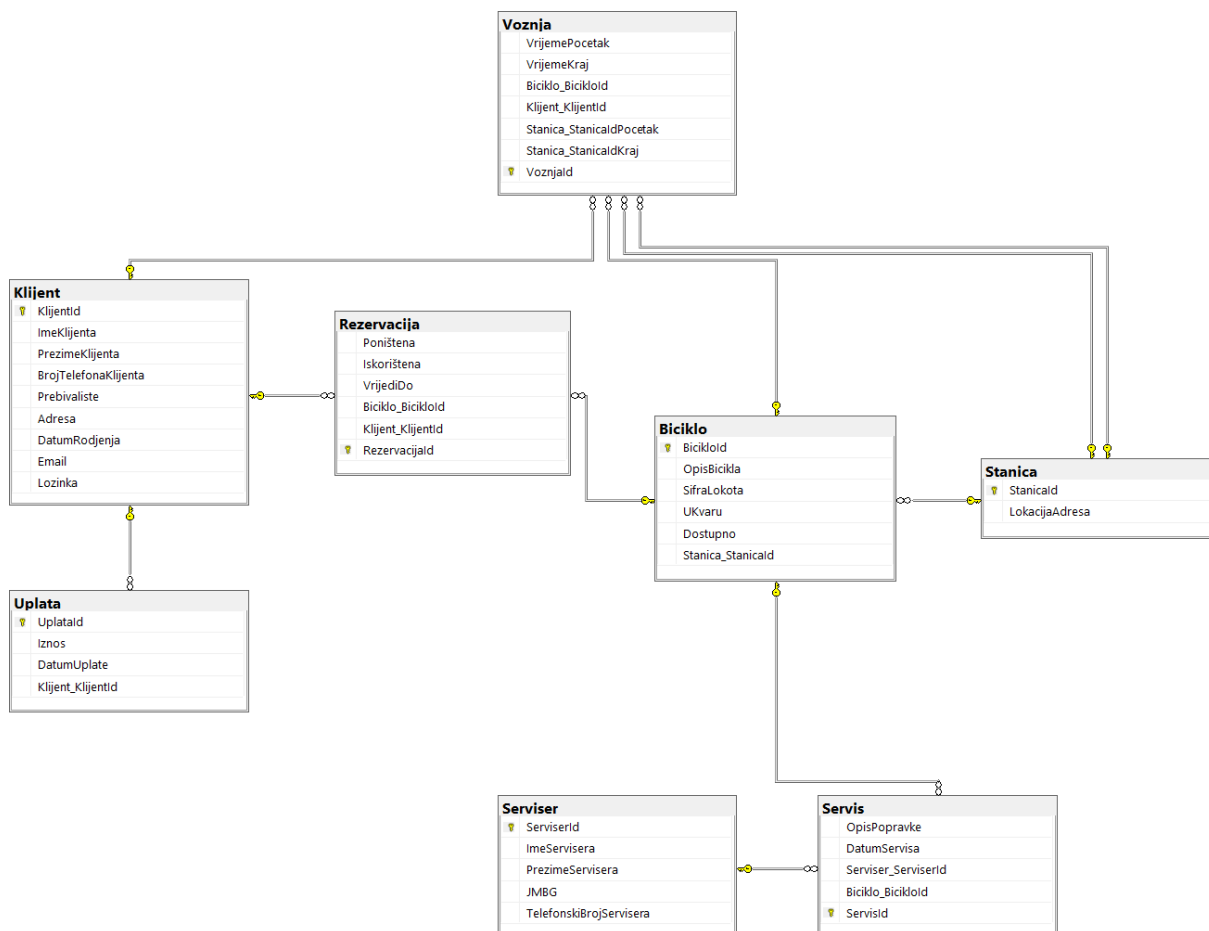 Voznja
VrijemePocetak
VrijemeKraj
Biciklo_BicikloId
Klijent_KlijentId
Stanica_StanicaIdPocetak
Stanica_StanicaIdKraj
VoznjaId
Klijent
KlijentId
ImeKlijenta
PrezimeKlijenta
BrojTelefonaKlijenta
Prebivaliste
Adresa
DatumRodjenja
Email
Lozinka
Rezervacija
Poništena
Iskorištena
VrijediDo
Biciklo_BicikloId
Klijent_KlijentId
RezervacijaId
Biciklo
BicikloId
OpisBicikla
SifraLokota
UKvaru
Dostupno
Stanica_StanicaId
Stanica
StanicaId
LokacijaAdresa
Uplata
UplataId
Iznos
DatumUplate
Klijent_KlijentId
Serviser
ServiserId
ImeServisera
PrezimeServisera
JMBG
TelefonskiBrojServisera
Servis
OpisPopravke
DatumServisa
Serviser_ServiserId
Biciklo_BicikloId
ServisId